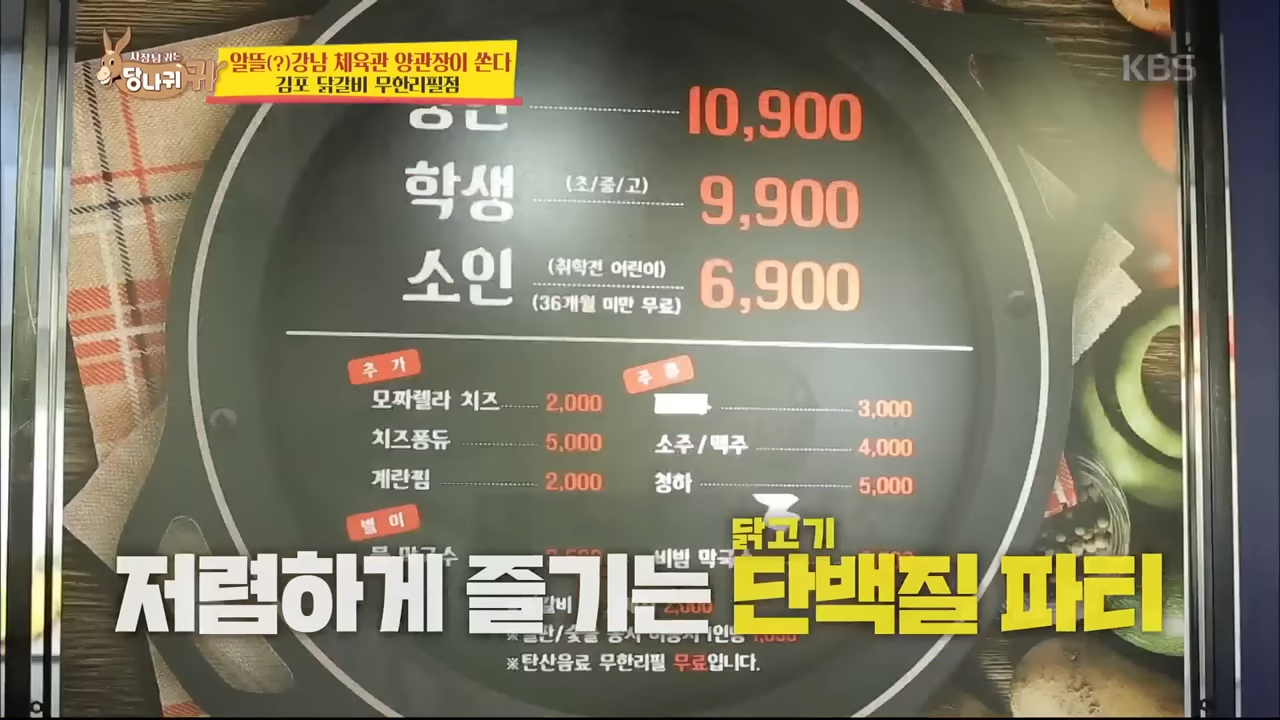 사장님 귀는
당나귀 귀
알뜰(?)강남 체육관 양관장이 쏜다
김포 닭갈비 무한리필점
KBS
10,900
학생 (초/중/고) 9,900
소인 (취학전 어린이) 6,900
(36개월 미만 무료)
추가
모짜렐라 치즈 2,000
치즈퐁듀 5,000
계란찜 2,000
주류
3,000
소주/맥주 4,000
청하 5,000
별미
비빔 막국
닭고기
저렴하게 즐기는 단백질 파티
갈비 2,000
※탄산음료 무한리필 무료입니다.